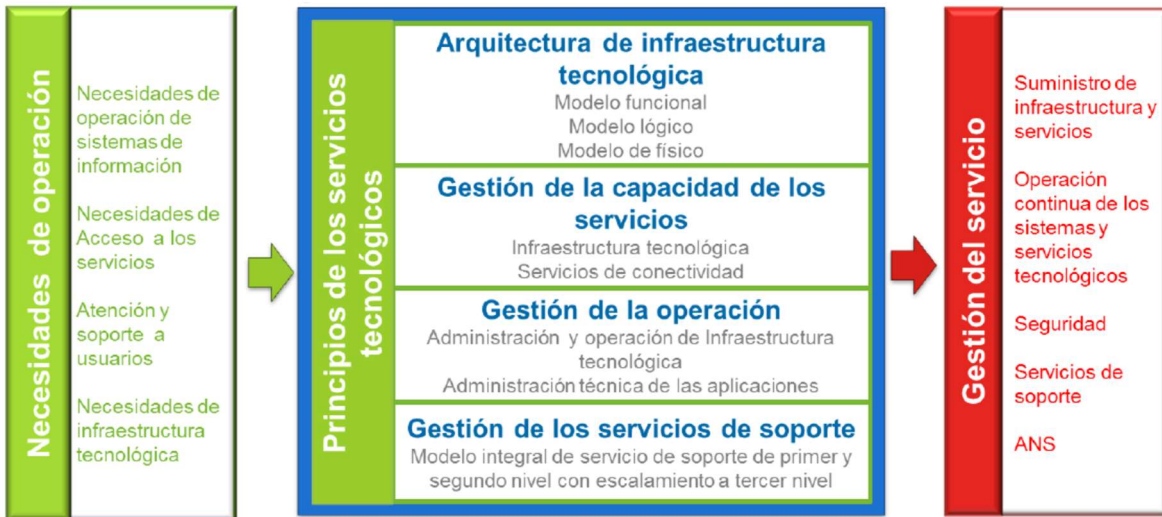 Necesidades de operación
Necesidades de
operación de
sistemas de
información
Necesidades de
Acceso a los
servicios
Atención y
soporte a
usuarios
Necesidades de
infraestructura
tecnológica
Principios de los servicios
tecnológicos
Arquitectura de infraestructura
tecnológica
Modelo funcional
Modelo lógico
Modelo de físico
Gestión de la capacidad de los
servicios
Infraestructura tecnológica
Servicios de conectividad
Gestión de la operación
Administración y operación de Infraestructura
tecnológica
Administración técnica de las aplicaciones
Gestión de los servicios de soporte
Modelo integral de servicio de soporte de primer y
segundo nivel con escalamiento a tercer nivel
Gestión del servicio
Suministro de
infraestructura y
servicios
Operación
continua de los
sistemas y
servicios
tecnológicos
Seguridad
Servicios de
soporte
ANS